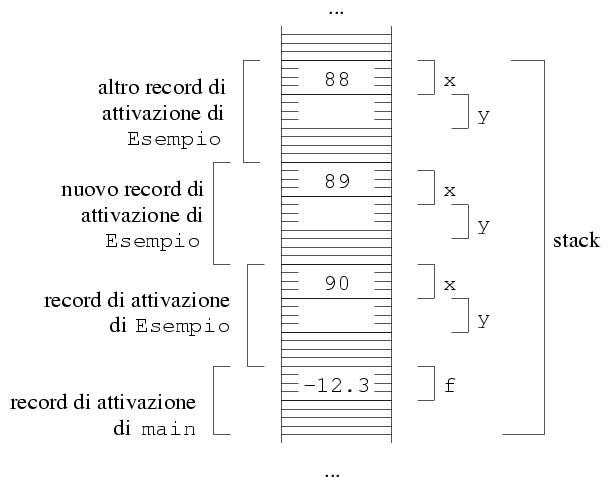 ...
altro record di
attivazione di
Esempio
88
x
y
nuovo record di
attivazione di
Esempio
89
x
y
stack
record di attivazione
di Esempio
90
x
y
record di attivazione
di main
-12.3
f
...